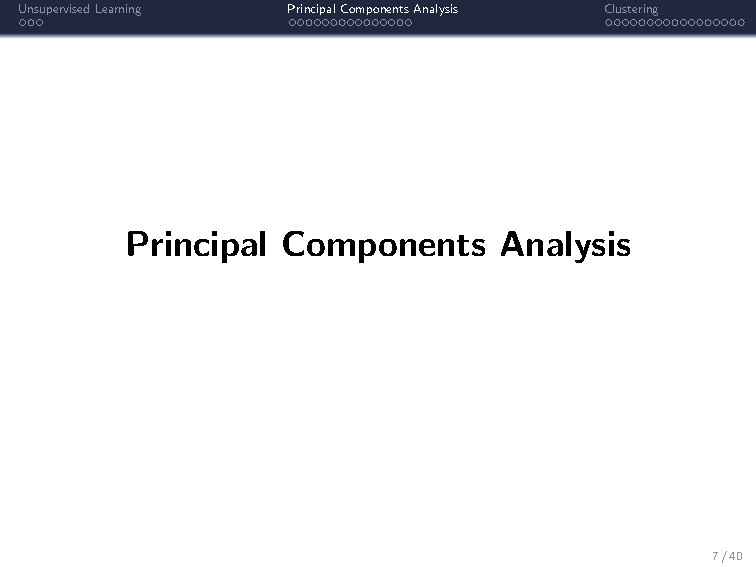 Unsupervised Learning
Principal Components Analysis
Clustering
Principal Components Analysis
7 / 40